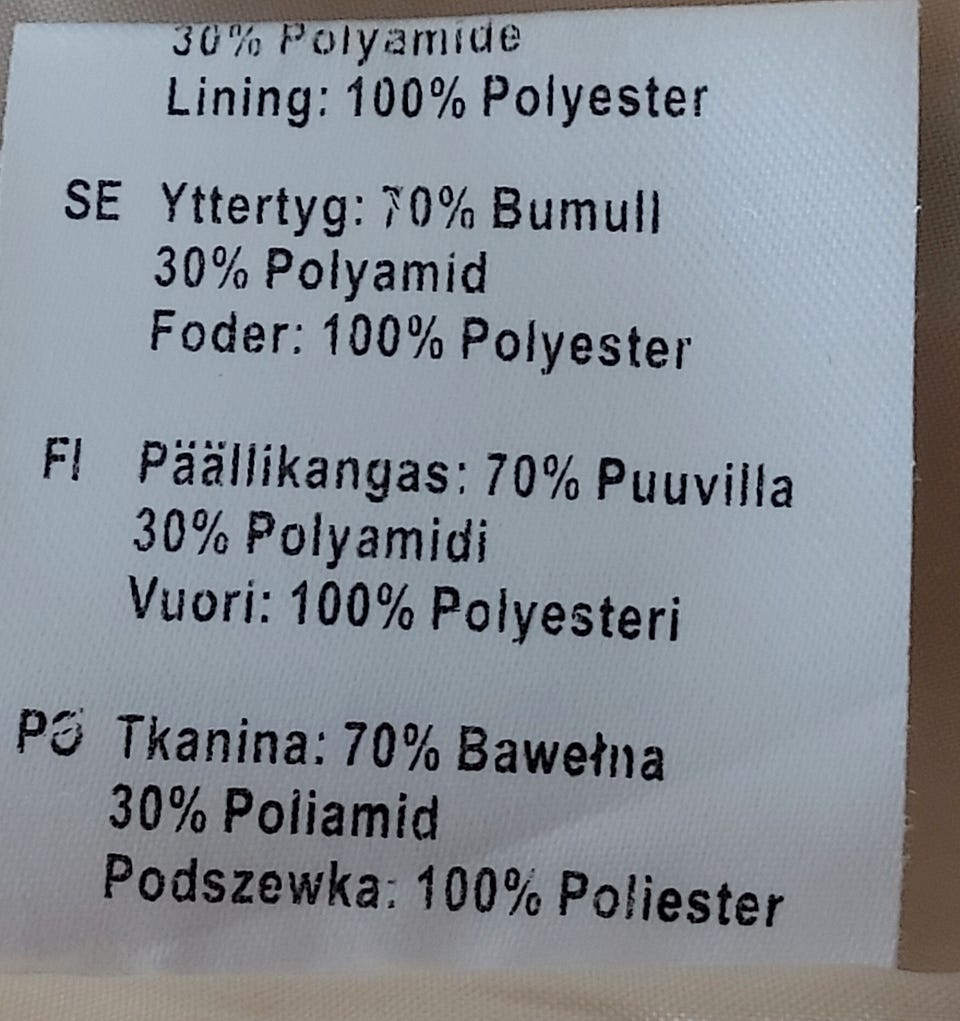 30% Polyamide
Lining: 100% Polyester
SE Yttertyg: 70% Bumull
30% Polyamid
Foder: 100% Polyester
FI Päällikangas: 70% Puuvilla
30% Polyamidi
Vuori: 100% Polyesteri
Tkanina: 70% Bawełna
30% Poliamid
Podszewka: 100% Poliester